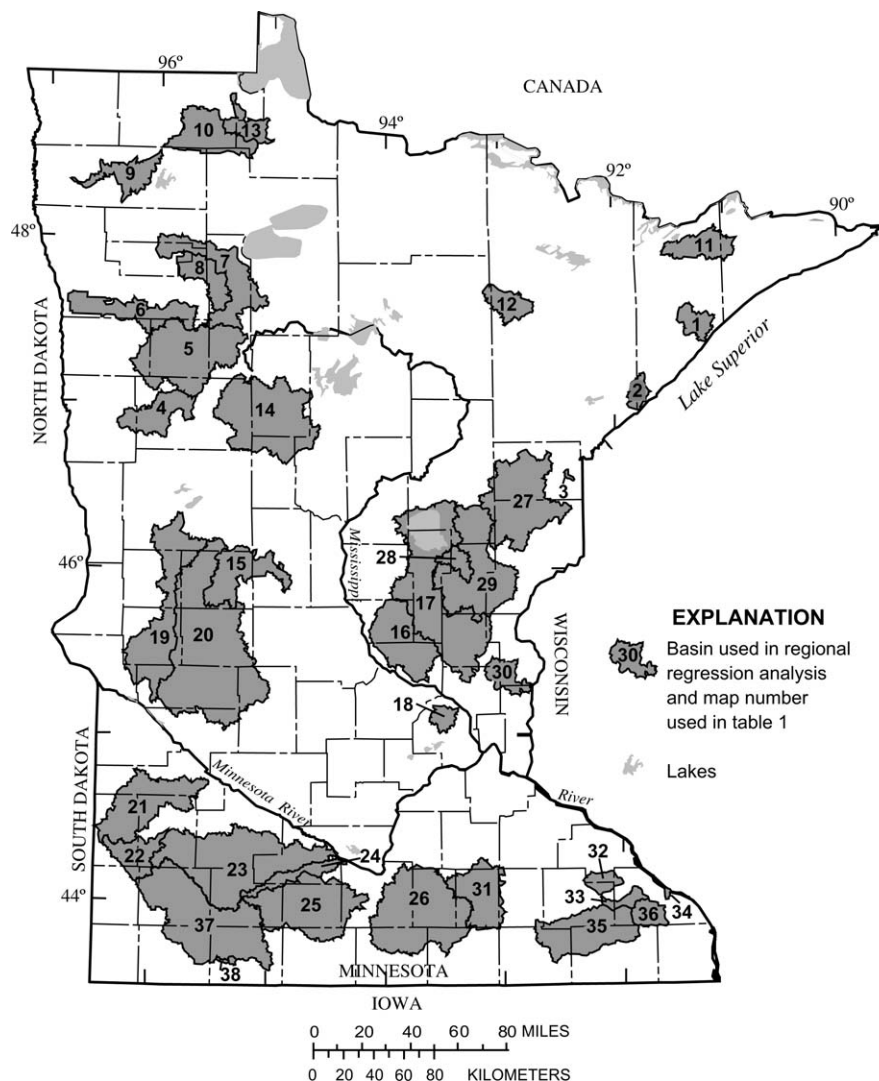 96°
CANADA
94°
10
13
9
92°
90°
48°
11
7
8
12
6
1
NORTH DAKOTA
5
Lake Superior
2
4
14
27
3
Mississippi
46°
28
15
29
17
WISCONSIN
EXPLANATION
19
20
16
30
Basin used in regional
regression analysis
and map number
used in table 1
30
18
SOUTH DAKOTA
Lakes
Minnesota River
River
21
32
22
23
24
44°
25
26
31
33
34
36
35
37
38
MINNESOTA
IOWA
0 20 40 60 80 MILES
0 20 40 60 80 KILOMETERS